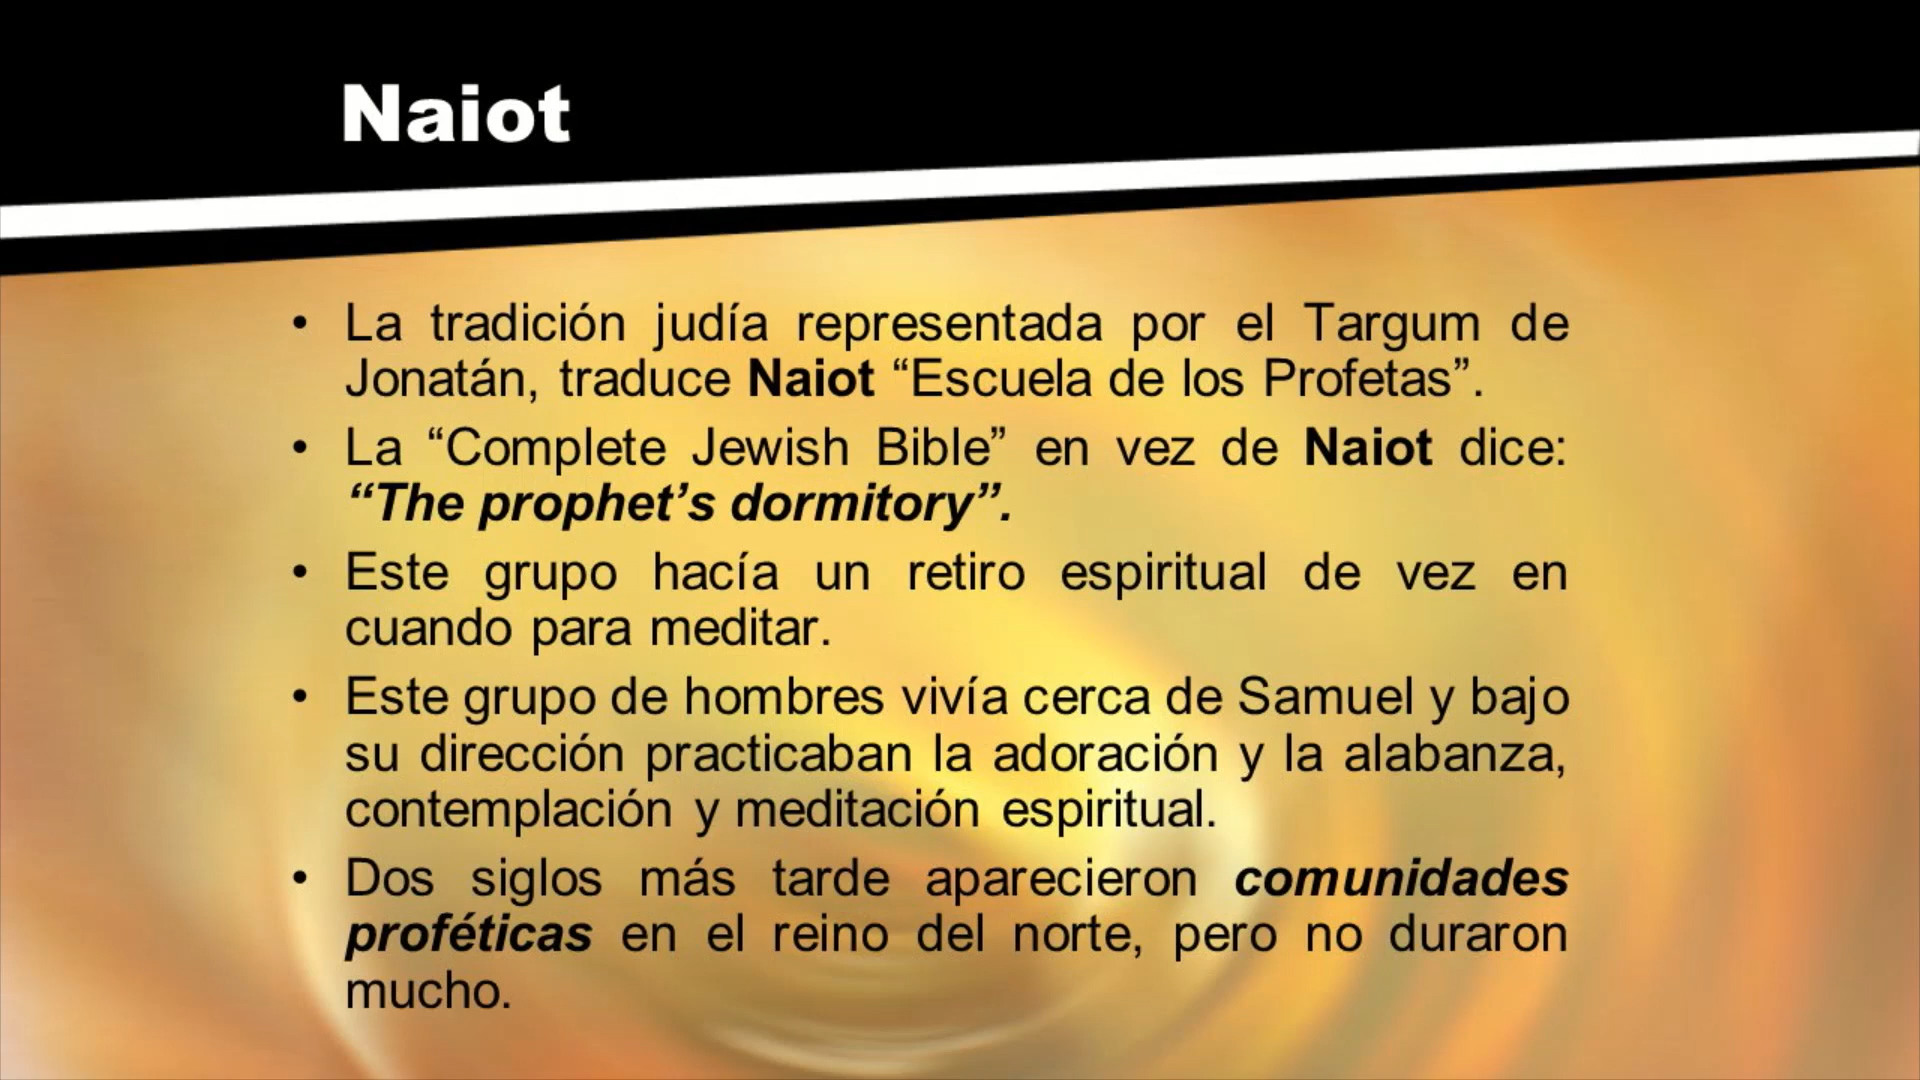 Naiot
• La tradición judía representada por el Targum de
Jonatán, traduce Naiot “Escuela de los Profetas”.
• La “Complete Jewish Bible” en vez de Naiot dice:
“The prophet’s dormitory”.
• Este grupo hacía un retiro espiritual de vez en
cuando para meditar.
• Este grupo de hombres vivía cerca de Samuel y bajo
su dirección practicaban la adoración y la alabanza,
contemplación y meditación espiritual.
• Dos siglos más tarde aparecieron comunidades
proféticas en el reino del norte, pero no duraron
mucho.